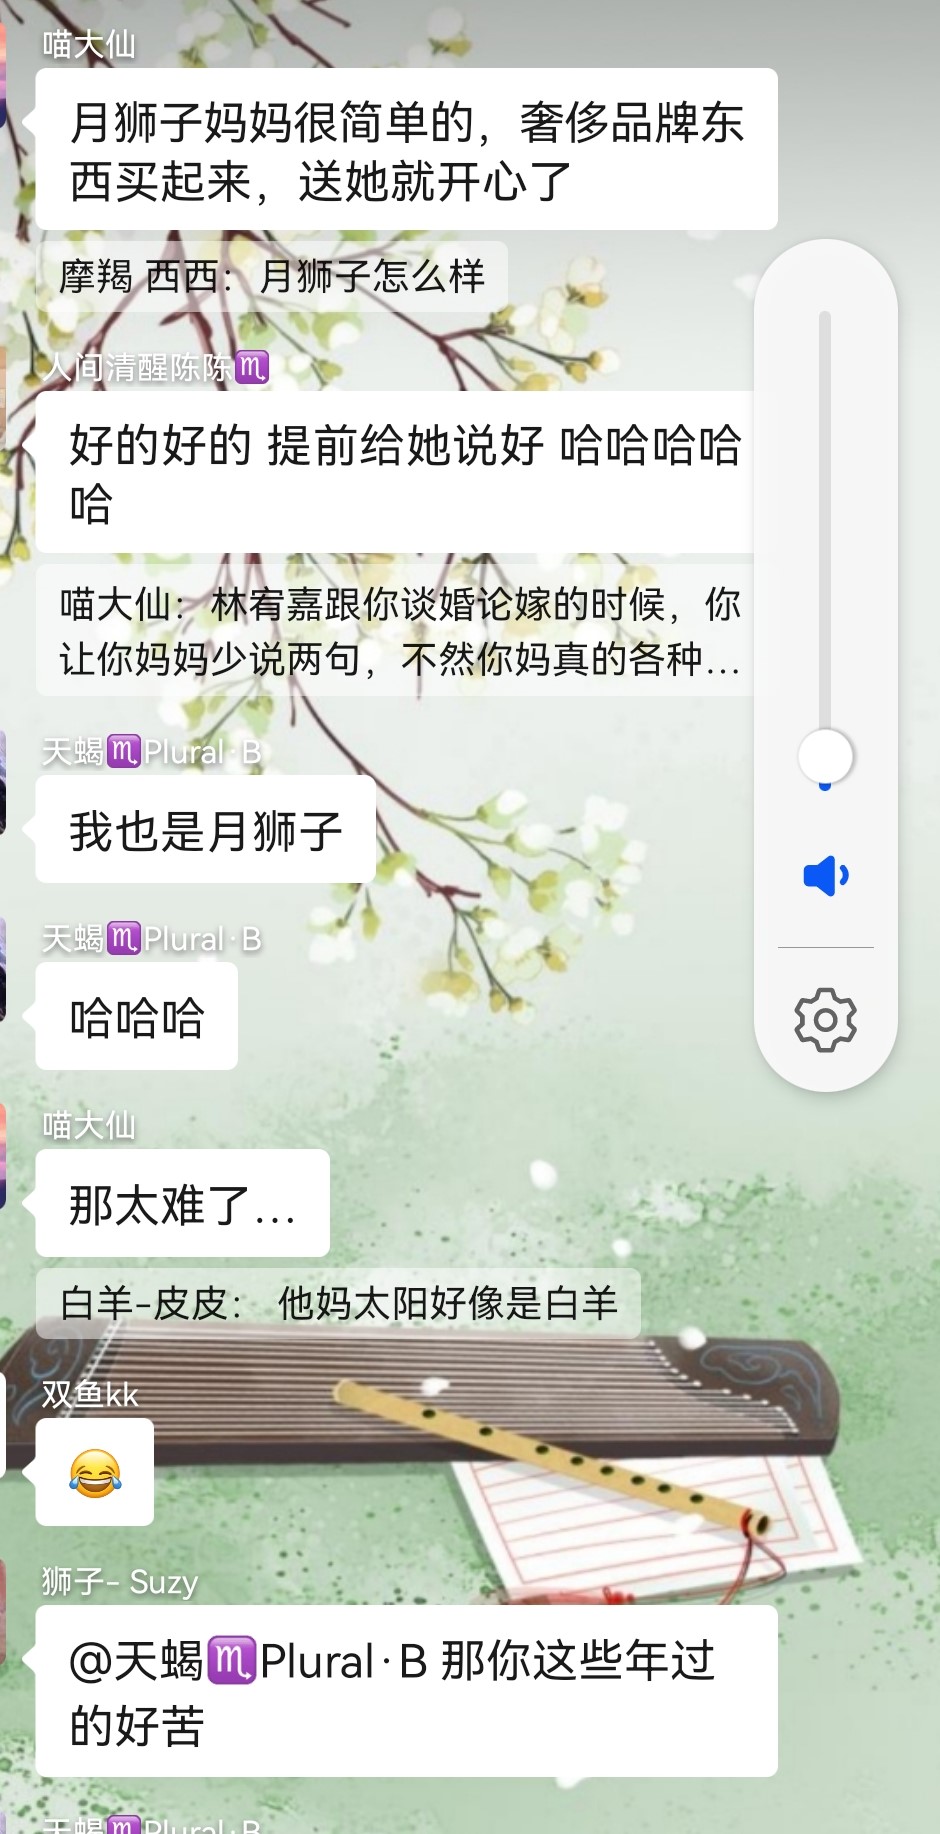 喵大仙
月狮子妈妈很简单的，奢侈品牌东
西买起来，送她就开心了
摩羯 西西：月狮子怎么样
人间清醒陈陈♏
好的好的 提前给她说好 哈哈哈哈
哈
喵大仙：林宥嘉跟你谈婚论嫁的时候，你
让你妈妈少说两句，不然你妈真的各种...
天蝎♏Plural·B
我也是月狮子
天蝎♏Plural·B
哈哈哈
喵大仙
那太难了...
白羊-皮皮： 他妈太阳好像是白羊
双鱼kk
😂
狮子- Suzy
@天蝎♏Plural·B 那你这些年过
的好苦
天蝎♏Plural·B